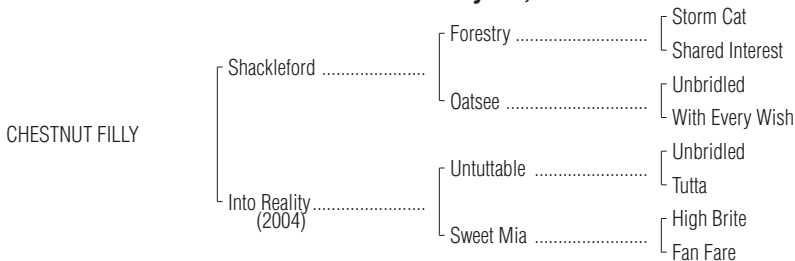 Storm Cat
Forestry ............................
Shared Interest
Shackleford ......................
Unbridled
Oatsee ..............................
With Every Wish
CHESTNUT FILLY
Unbridled
Untuttable ........................
Tutta
Into Reality ........................
(2004)
High Brite
Sweet Mia ........................
Fan Fare